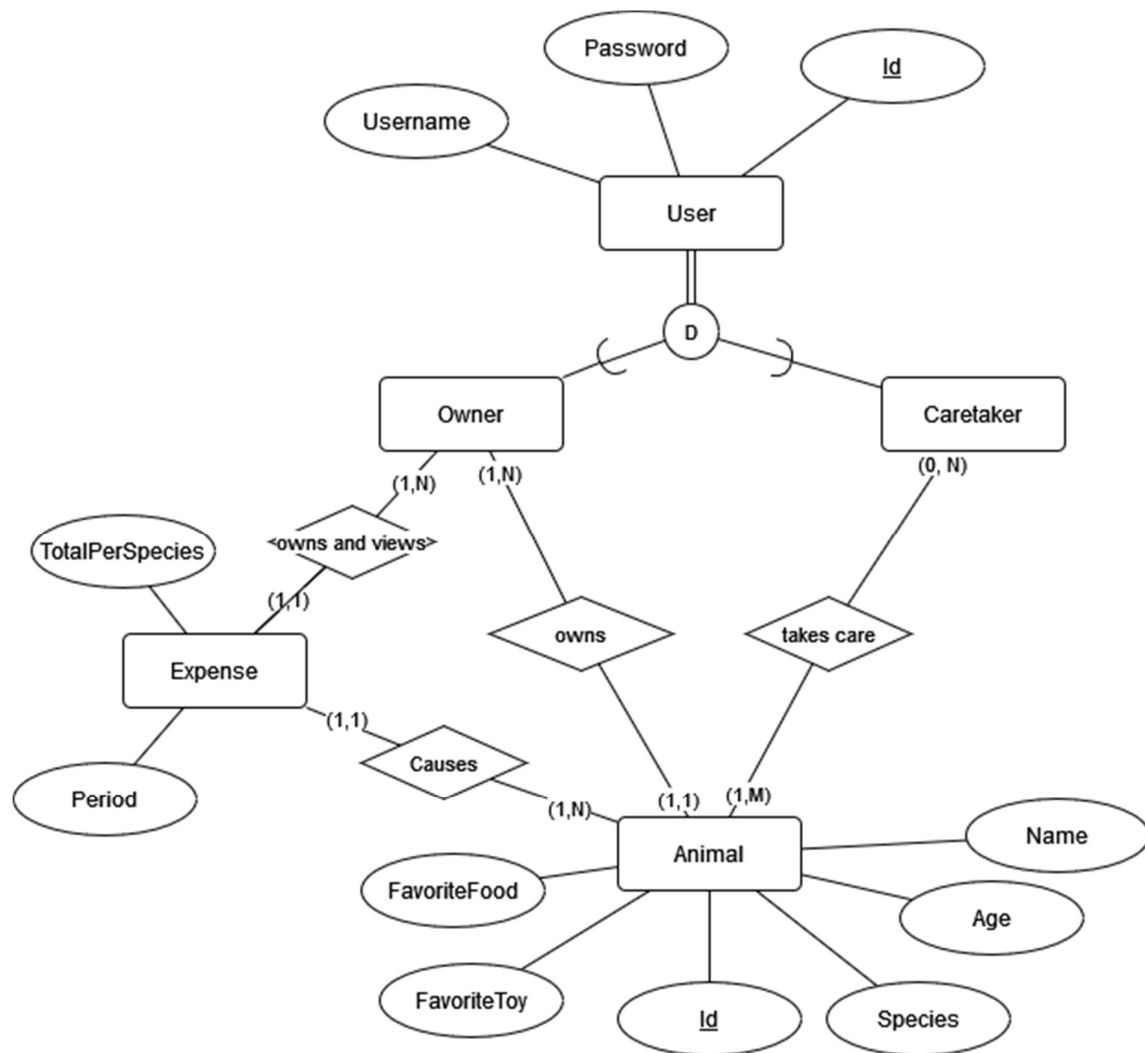 Password
Id
Username
User
D
Owner
Caretaker
(1,N)
(1,N)
(0, N)
<owns and views>
TotalPerSpecies
(1,1)
owns
takes care
Expense
(1,1)
Causes
Period
(1,N)
(1,1)
(1,M)
Name
Animal
FavoriteFood
Age
FavoriteToy
Id
Species